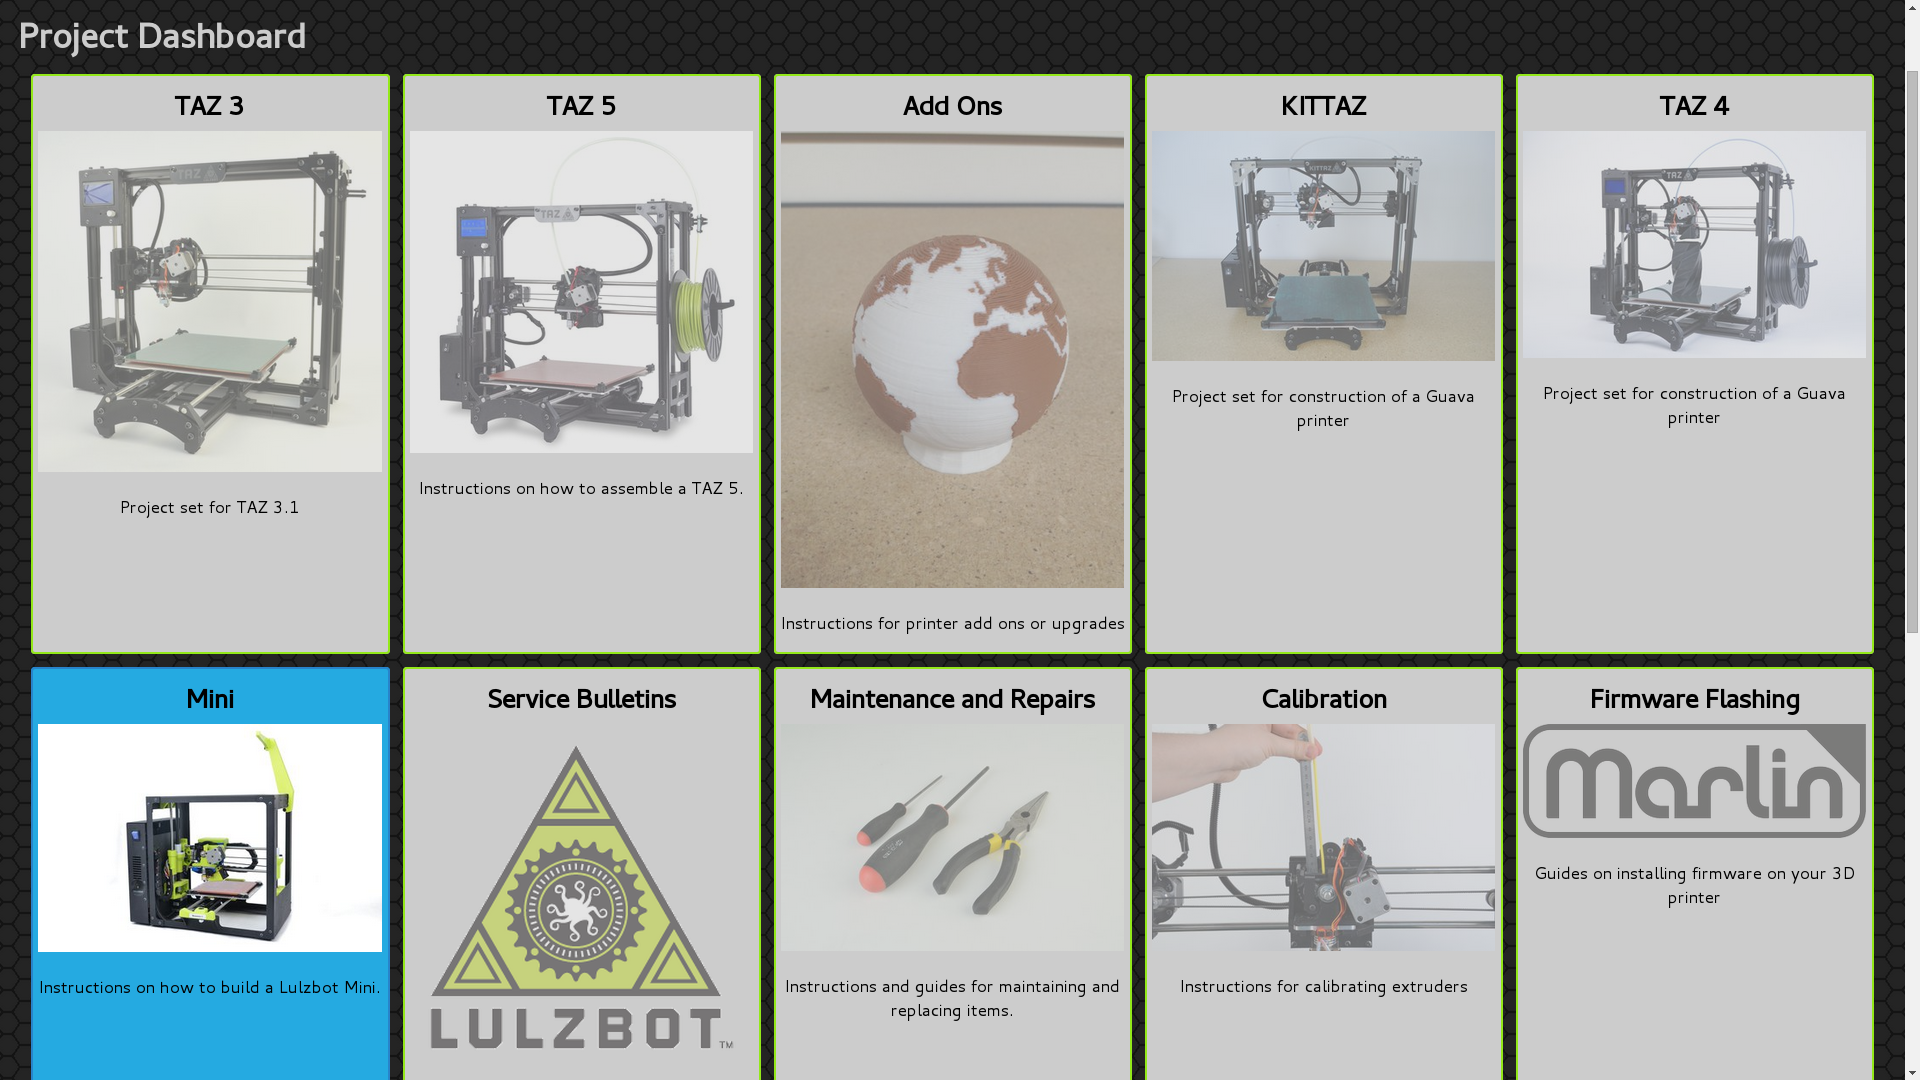 Project Dashboard
TAZ 3
TAZ 5
Add Ons
KITTAZ
TAZ 4
TAZ
TAZ
KITTAZ
TAZ
Project set for TAZ 3.1
Instructions on how to assemble a TAZ 5.
Instructions for printer add ons or upgrades
Project set for construction of a Guava
printer
Project set for construction of a Guava
printer
Mini
Service Bulletins
Maintenance and Repairs
Calibration
Firmware Flashing
Instructions on how to build a Lulzbot Mini.
LULZBOT™
Instructions and guides for maintaining and
replacing items.
Instructions for calibrating extruders
Marlin
Guides on installing firmware on your 3D
printer